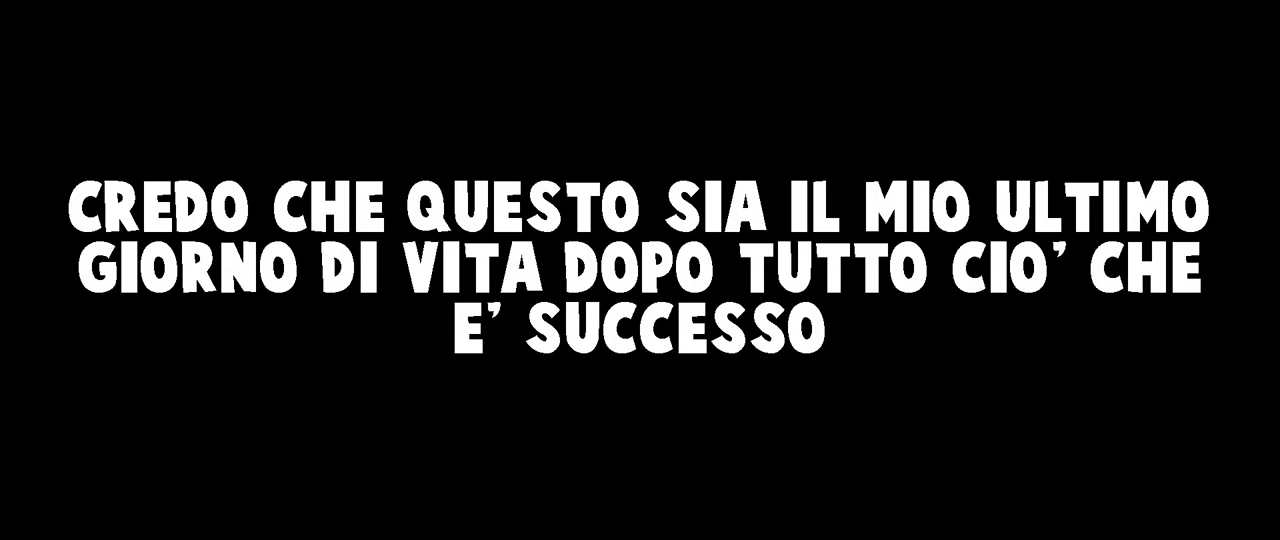 CREDO CHE QUESTO SIA IL MIO ULTIMO
GIORNO DI VITA DOPO TUTTO CIO' CHE
E' SUCCESSO